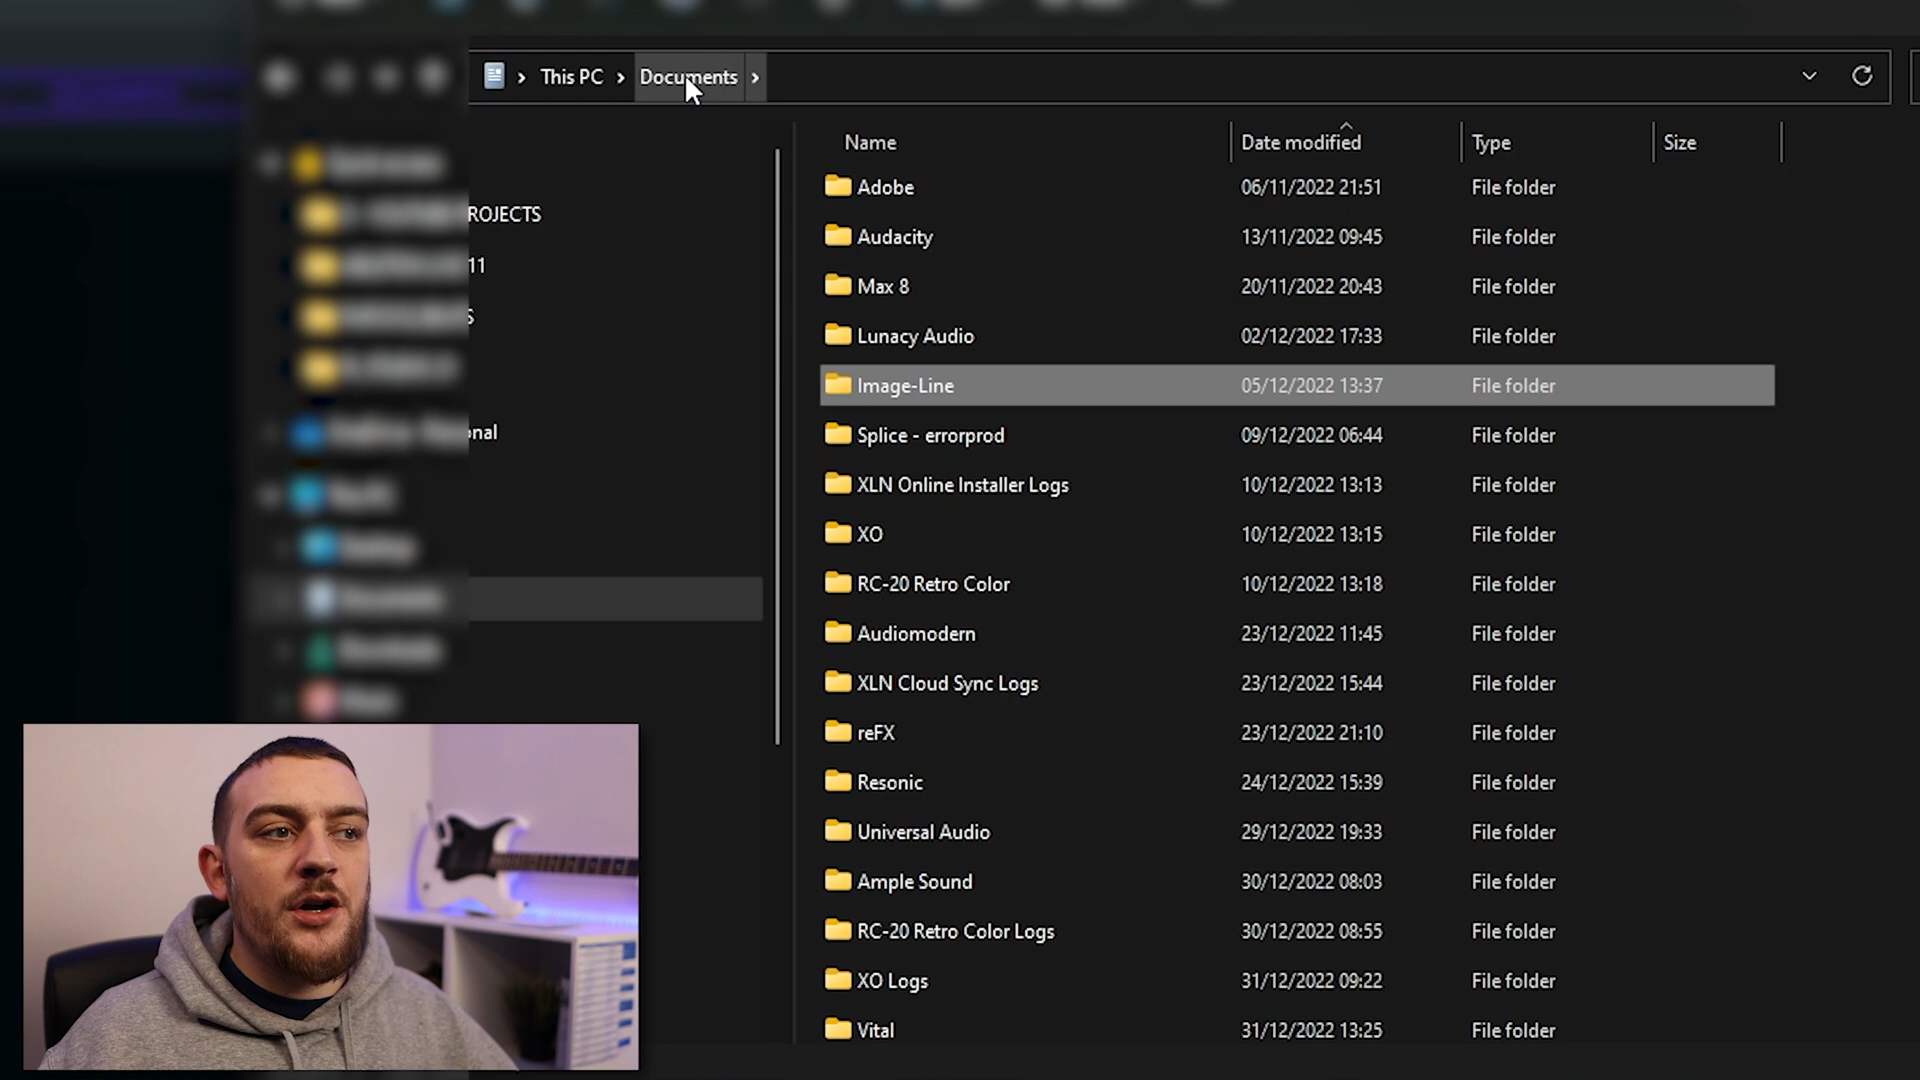 This PC > Documents >
Name Date modified Type Size
ROJECTS
11
S
onal
Adobe 06/11/2022 21:51 File folder
Audacity 13/11/2022 09:45 File folder
Max 8 20/11/2022 20:43 File folder
Lunacy Audio 02/12/2022 17:33 File folder
Image-Line 05/12/2022 13:37 File folder
Splice - errorprod 09/12/2022 06:44 File folder
XLN Online Installer Logs 10/12/2022 13:13 File folder
XO 10/12/2022 13:15 File folder
RC-20 Retro Color 10/12/2022 13:18 File folder
Audiomodern 23/12/2022 11:45 File folder
XLN Cloud Sync Logs 23/12/2022 15:44 File folder
reFX 23/12/2022 21:10 File folder
Resonic 24/12/2022 15:39 File folder
Universal Audio 29/12/2022 19:33 File folder
Ample Sound 30/12/2022 08:03 File folder
RC-20 Retro Color Logs 30/12/2022 08:55 File folder
XO Logs 31/12/2022 09:22 File folder
Vital 31/12/2022 13:25 File folder